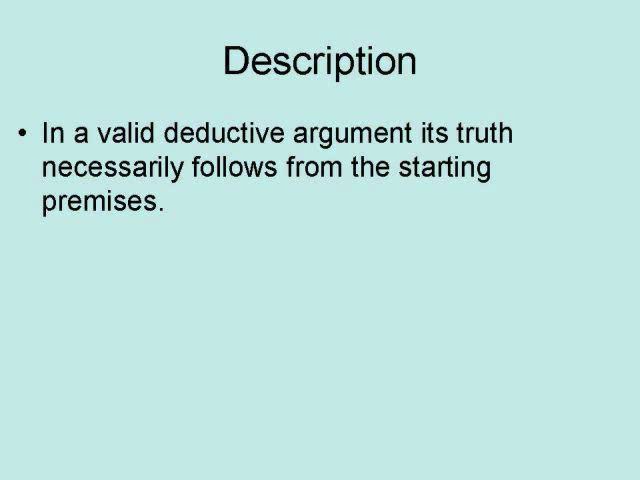 Description
• In a valid deductive argument its truth
necessarily follows from the starting
premises.